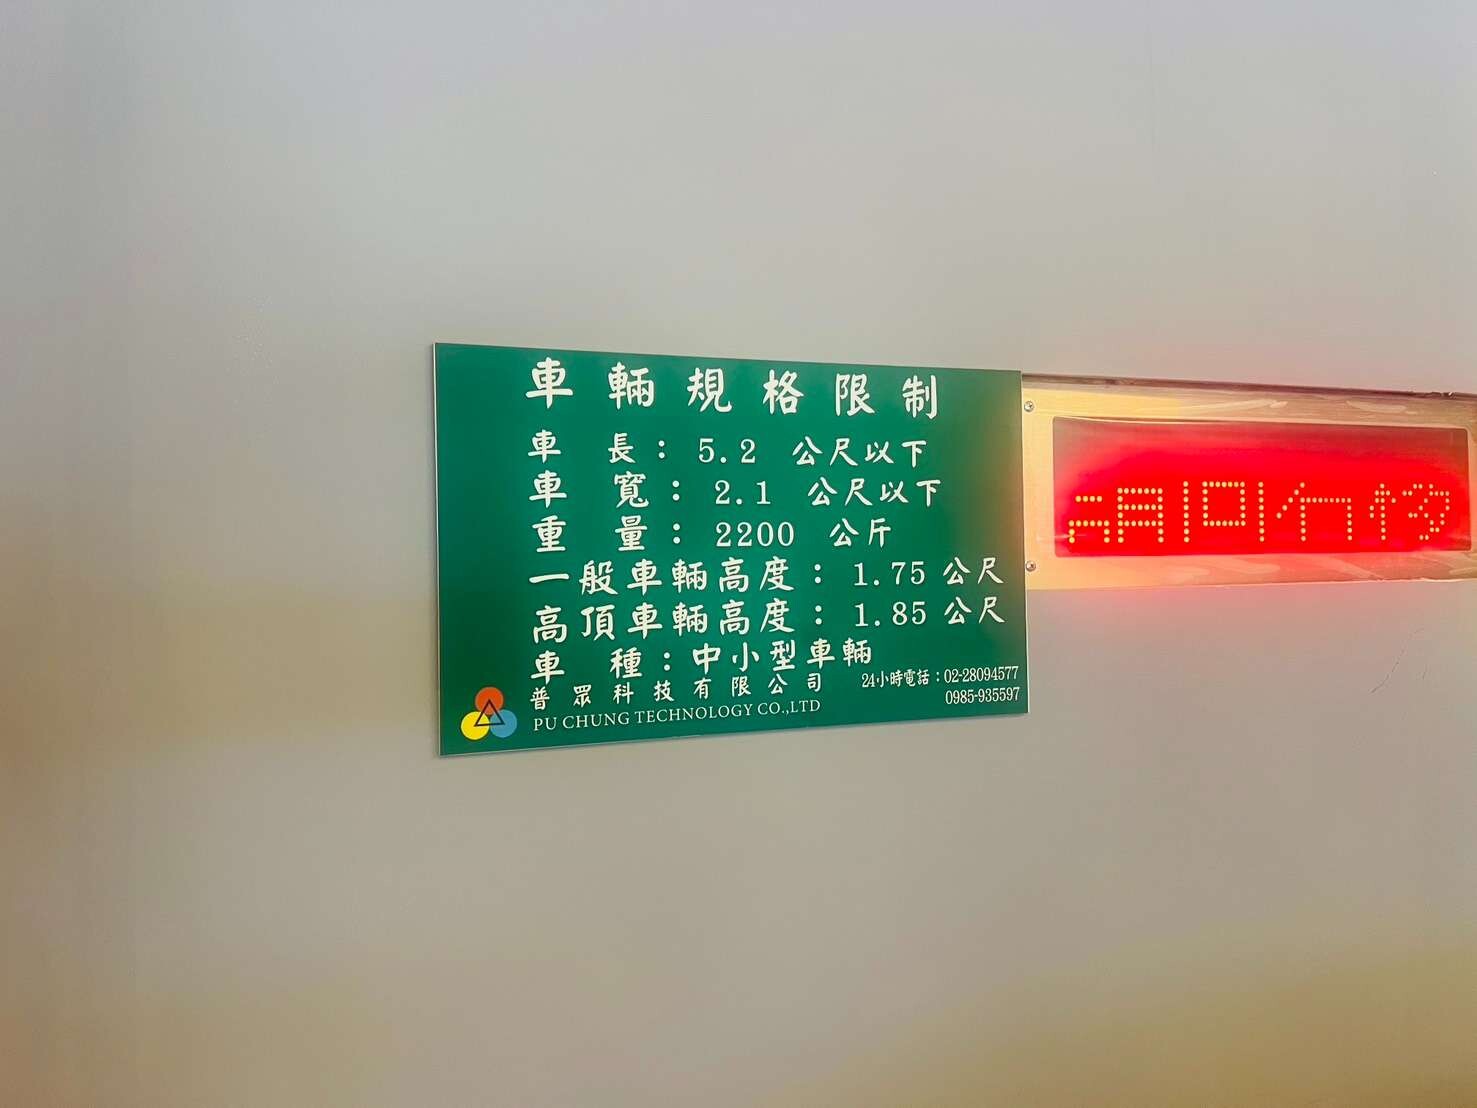 車輛規格限制
車 長： 5.2 公尺以下
車 寬： 2.1 公尺以下
重 量： 2200 公斤
一般車輛高度： 1.75 公尺
高頂車輛高度： 1.85 公尺
車 種：中小型車輛
普眾科技有限公司
PU CHUNG TECHNOLOGY CO.,LTD
24小時電話：02-28094577
0985-935597